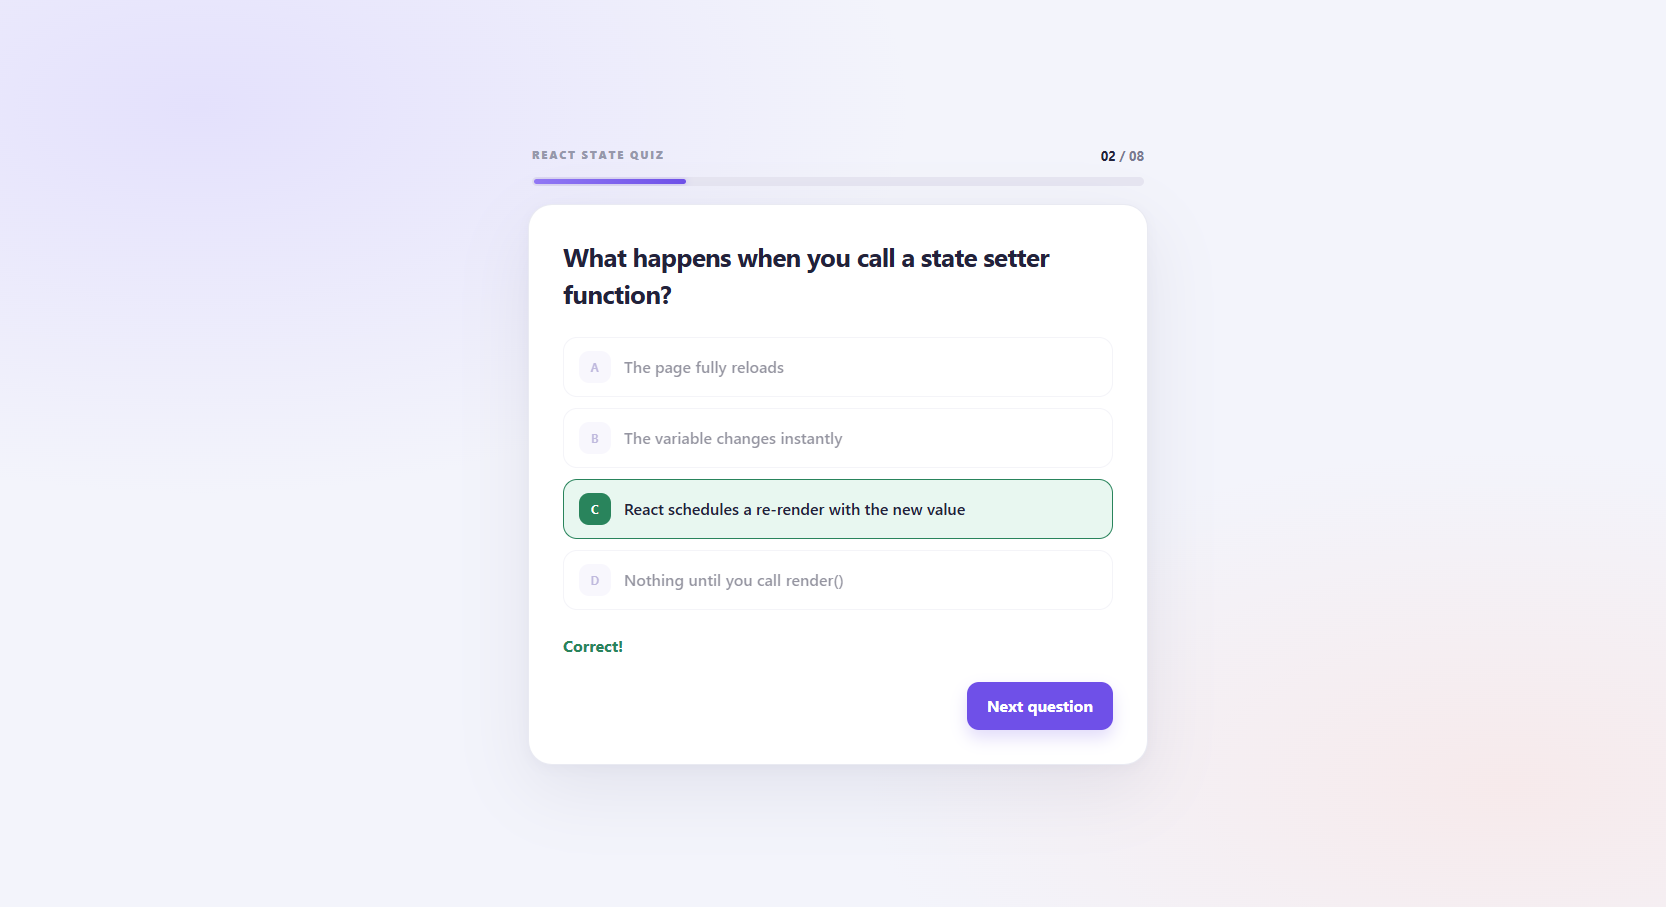 REACT STATE QUIZ
02 / 08
What happens when you call a state setter
function?
A The page fully reloads
B The variable changes instantly
C React schedules a re-render with the new value
D Nothing until you call render()
Correct!
Next question